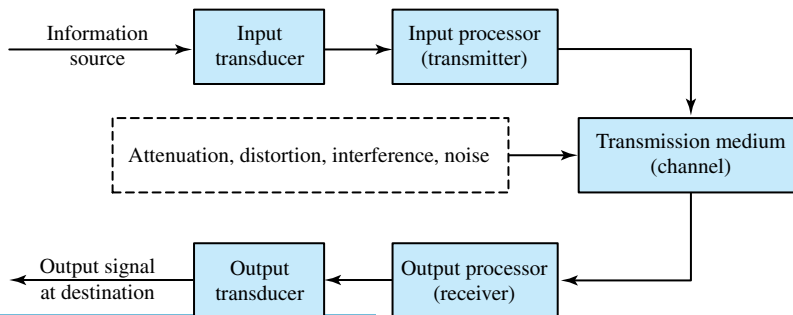 Information
source
Input
transducer
Input processor
(transmitter)
Attenuation, distortion, interference, noise
Transmission medium
(channel)
Output signal
at destination
Output
transducer
Output processor
(receiver)